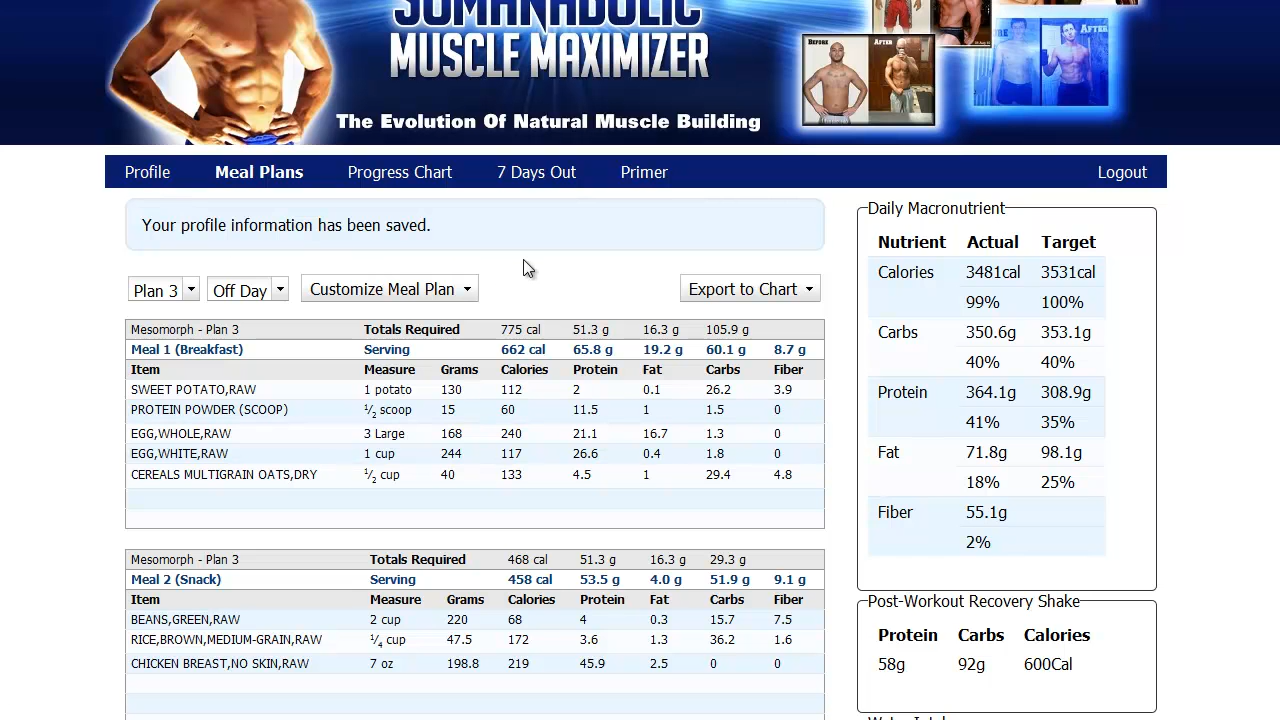 SOMANABOLIC
MUSCLE MAXIMIZER
The Evolution Of Natural Muscle Building
BEFORE AFTER
AFTER
Profile Meal Plans Progress Chart 7 Days Out Primer Logout
Your profile information has been saved.
Plan 3 Off Day Customize Meal Plan Export to Chart
Mesomorph - Plan 3 Totals Required 775 cal 51.3 g 16.3 g 105.9 g
Meal 1 (Breakfast) Serving 662 cal 65.8 g 19.2 g 60.1 g 8.7 g
Item Measure Grams Calories Protein Fat Carbs Fiber
SWEET POTATO,RAW 1 potato 130 112 2 0.1 26.2 3.9
PROTEIN POWDER (SCOOP) 1/2 scoop 15 60 11.5 1 1.5 0
EGG,WHOLE,RAW 3 Large 168 240 21.1 16.7 1.3 0
EGG,WHITE,RAW 1 cup 244 117 26.6 0.4 1.8 0
CEREALS MULTIGRAIN OATS,DRY 1/2 cup 40 133 4.5 1 29.4 4.8
Mesomorph - Plan 3 Totals Required 468 cal 51.3 g 16.3 g 29.3 g
Meal 2 (Snack) Serving 458 cal 53.5 g 4.0 g 51.9 g 9.1 g
Item Measure Grams Calories Protein Fat Carbs Fiber
BEANS,GREEN,RAW 2 cup 220 68 4 0.3 15.7 7.5
RICE,BROWN,MEDIUM-GRAIN,RAW 1/4 cup 47.5 172 3.6 1.3 36.2 1.6
CHICKEN BREAST,NO SKIN,RAW 7 oz 198.8 219 45.9 2.5 0 0
Daily Macronutrient
Nutrient Actual Target
Calories 3481cal 3531cal
99% 100%
Carbs 350.6g 353.1g
40% 40%
Protein 364.1g 308.9g
41% 35%
Fat 71.8g 98.1g
18% 25%
Fiber 55.1g
2%
Post-Workout Recovery Shake
Protein Carbs Calories
58g 92g 600Cal